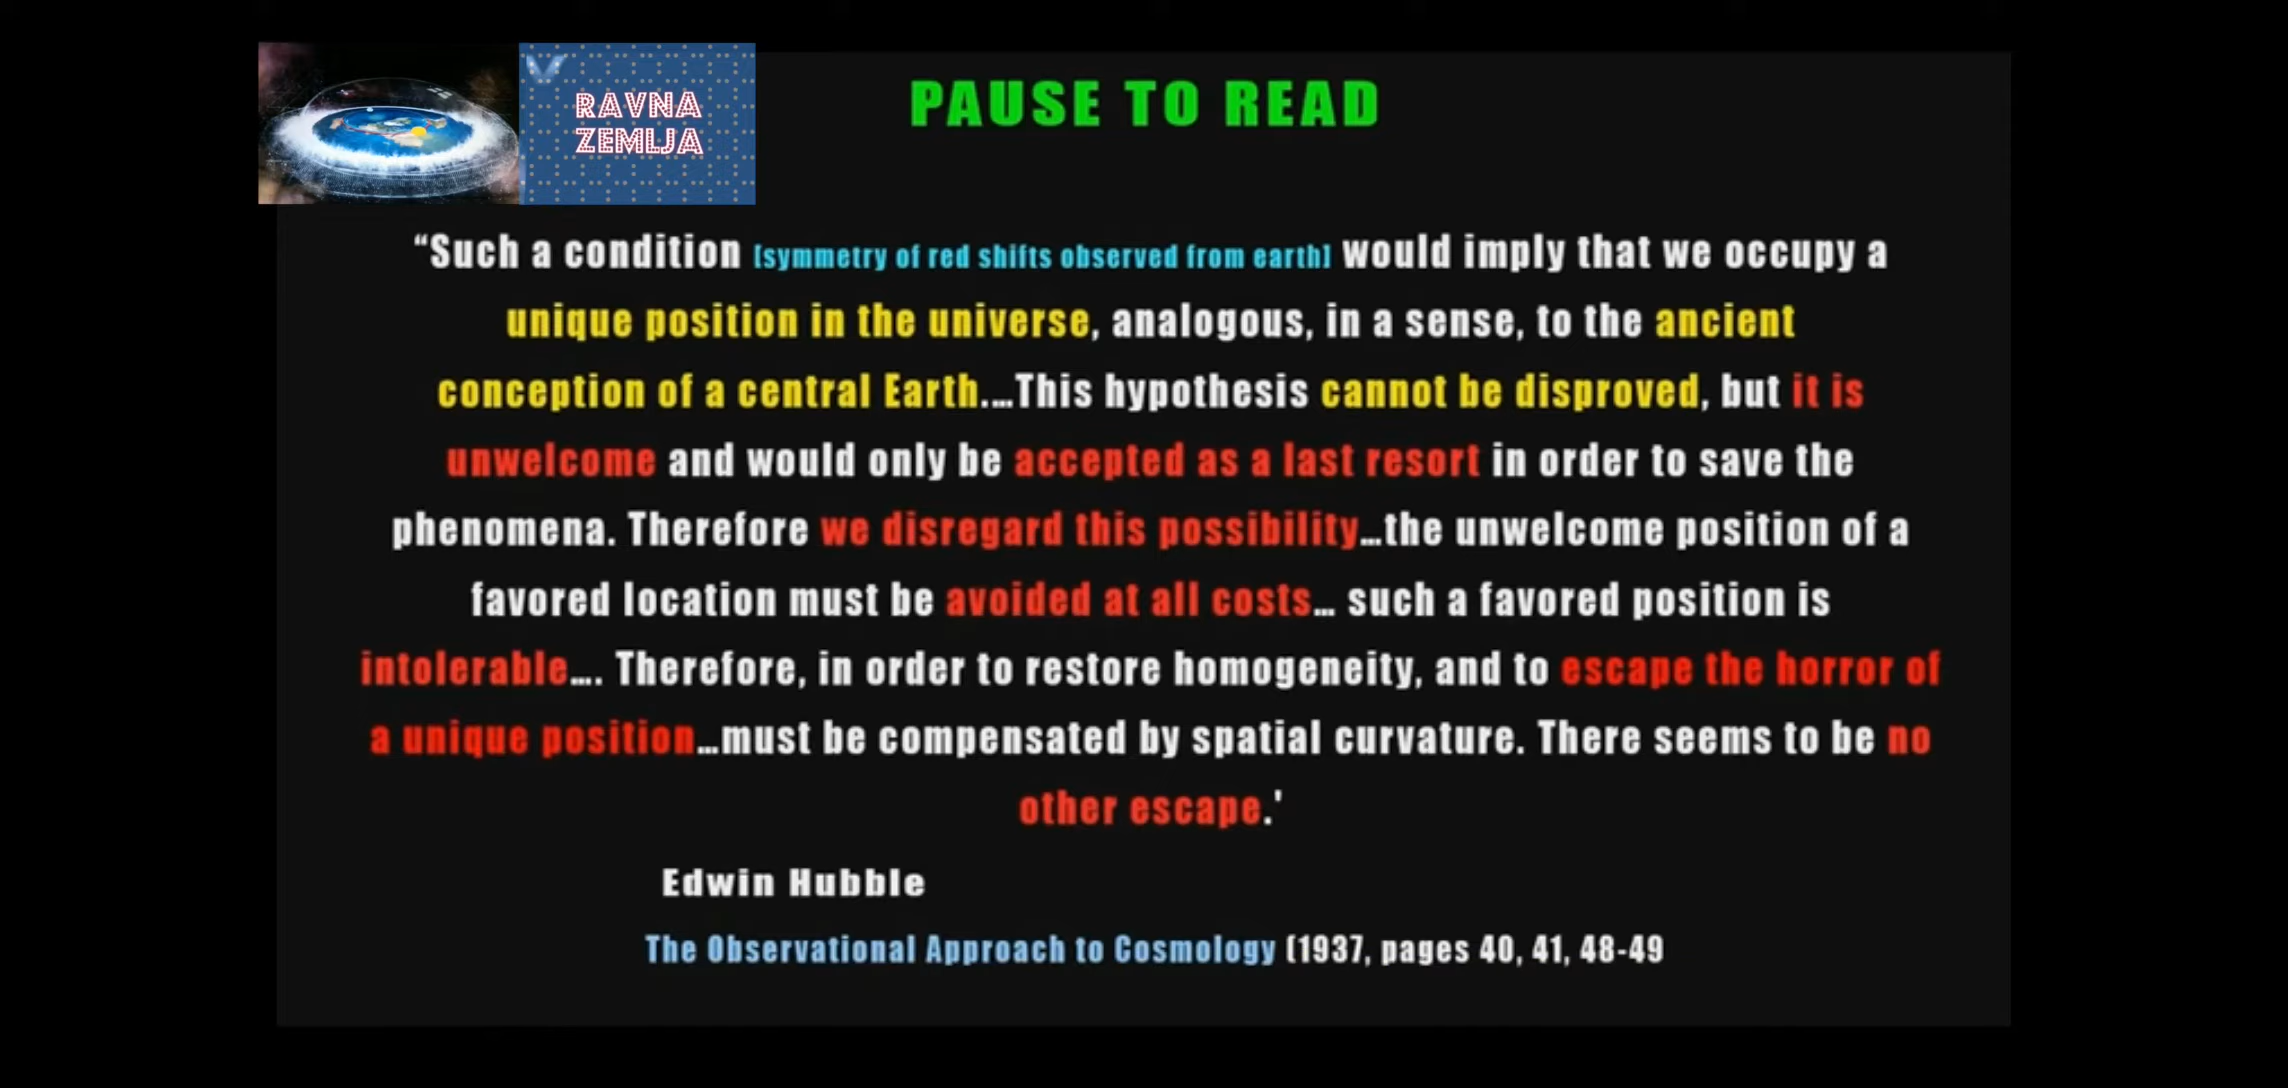 RAVNA
ZEMLJA
PAUSE TO READ
“Such a condition [symmetry of red shifts observed from earth] would imply that we occupy a
unique position in the universe, analogous, in a sense, to the ancient
conception of a central Earth.…This hypothesis cannot be disproved, but it is
unwelcome and would only be accepted as a last resort in order to save the
phenomena. Therefore we disregard this possibility…the unwelcome position of a
favored location must be avoided at all costs… such a favored position is
intolerable…. Therefore, in order to restore homogeneity, and to escape the horror of
a unique position…must be compensated by spatial curvature. There seems to be no
other escape.'
Edwin Hubble
The Observational Approach to Cosmology (1937, pages 40, 41, 48-49